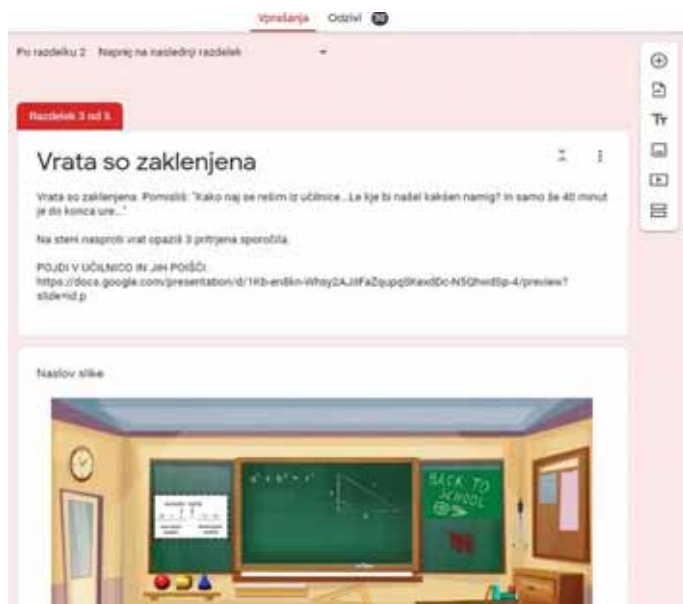 Vprašanja Odzivi 30
Po razdelku 2 Naprej na naslednji razdelek
Razdelek 3 od 5
Vrata so zaklenjena
Vrata so zaklenjena. Pomisliš: "Kako naj se rešim iz učilnice...Le kje bi našel kakšen namig? In samo še 40 minut
je do konca ure..."
Na steni nasproti vrat opaziš 3 pritrjena sporočila.
POJDI V UČILNICO IN JIH POIŠČI:
slide=id.p
Naslov slike
BACK TO
SCHOOL